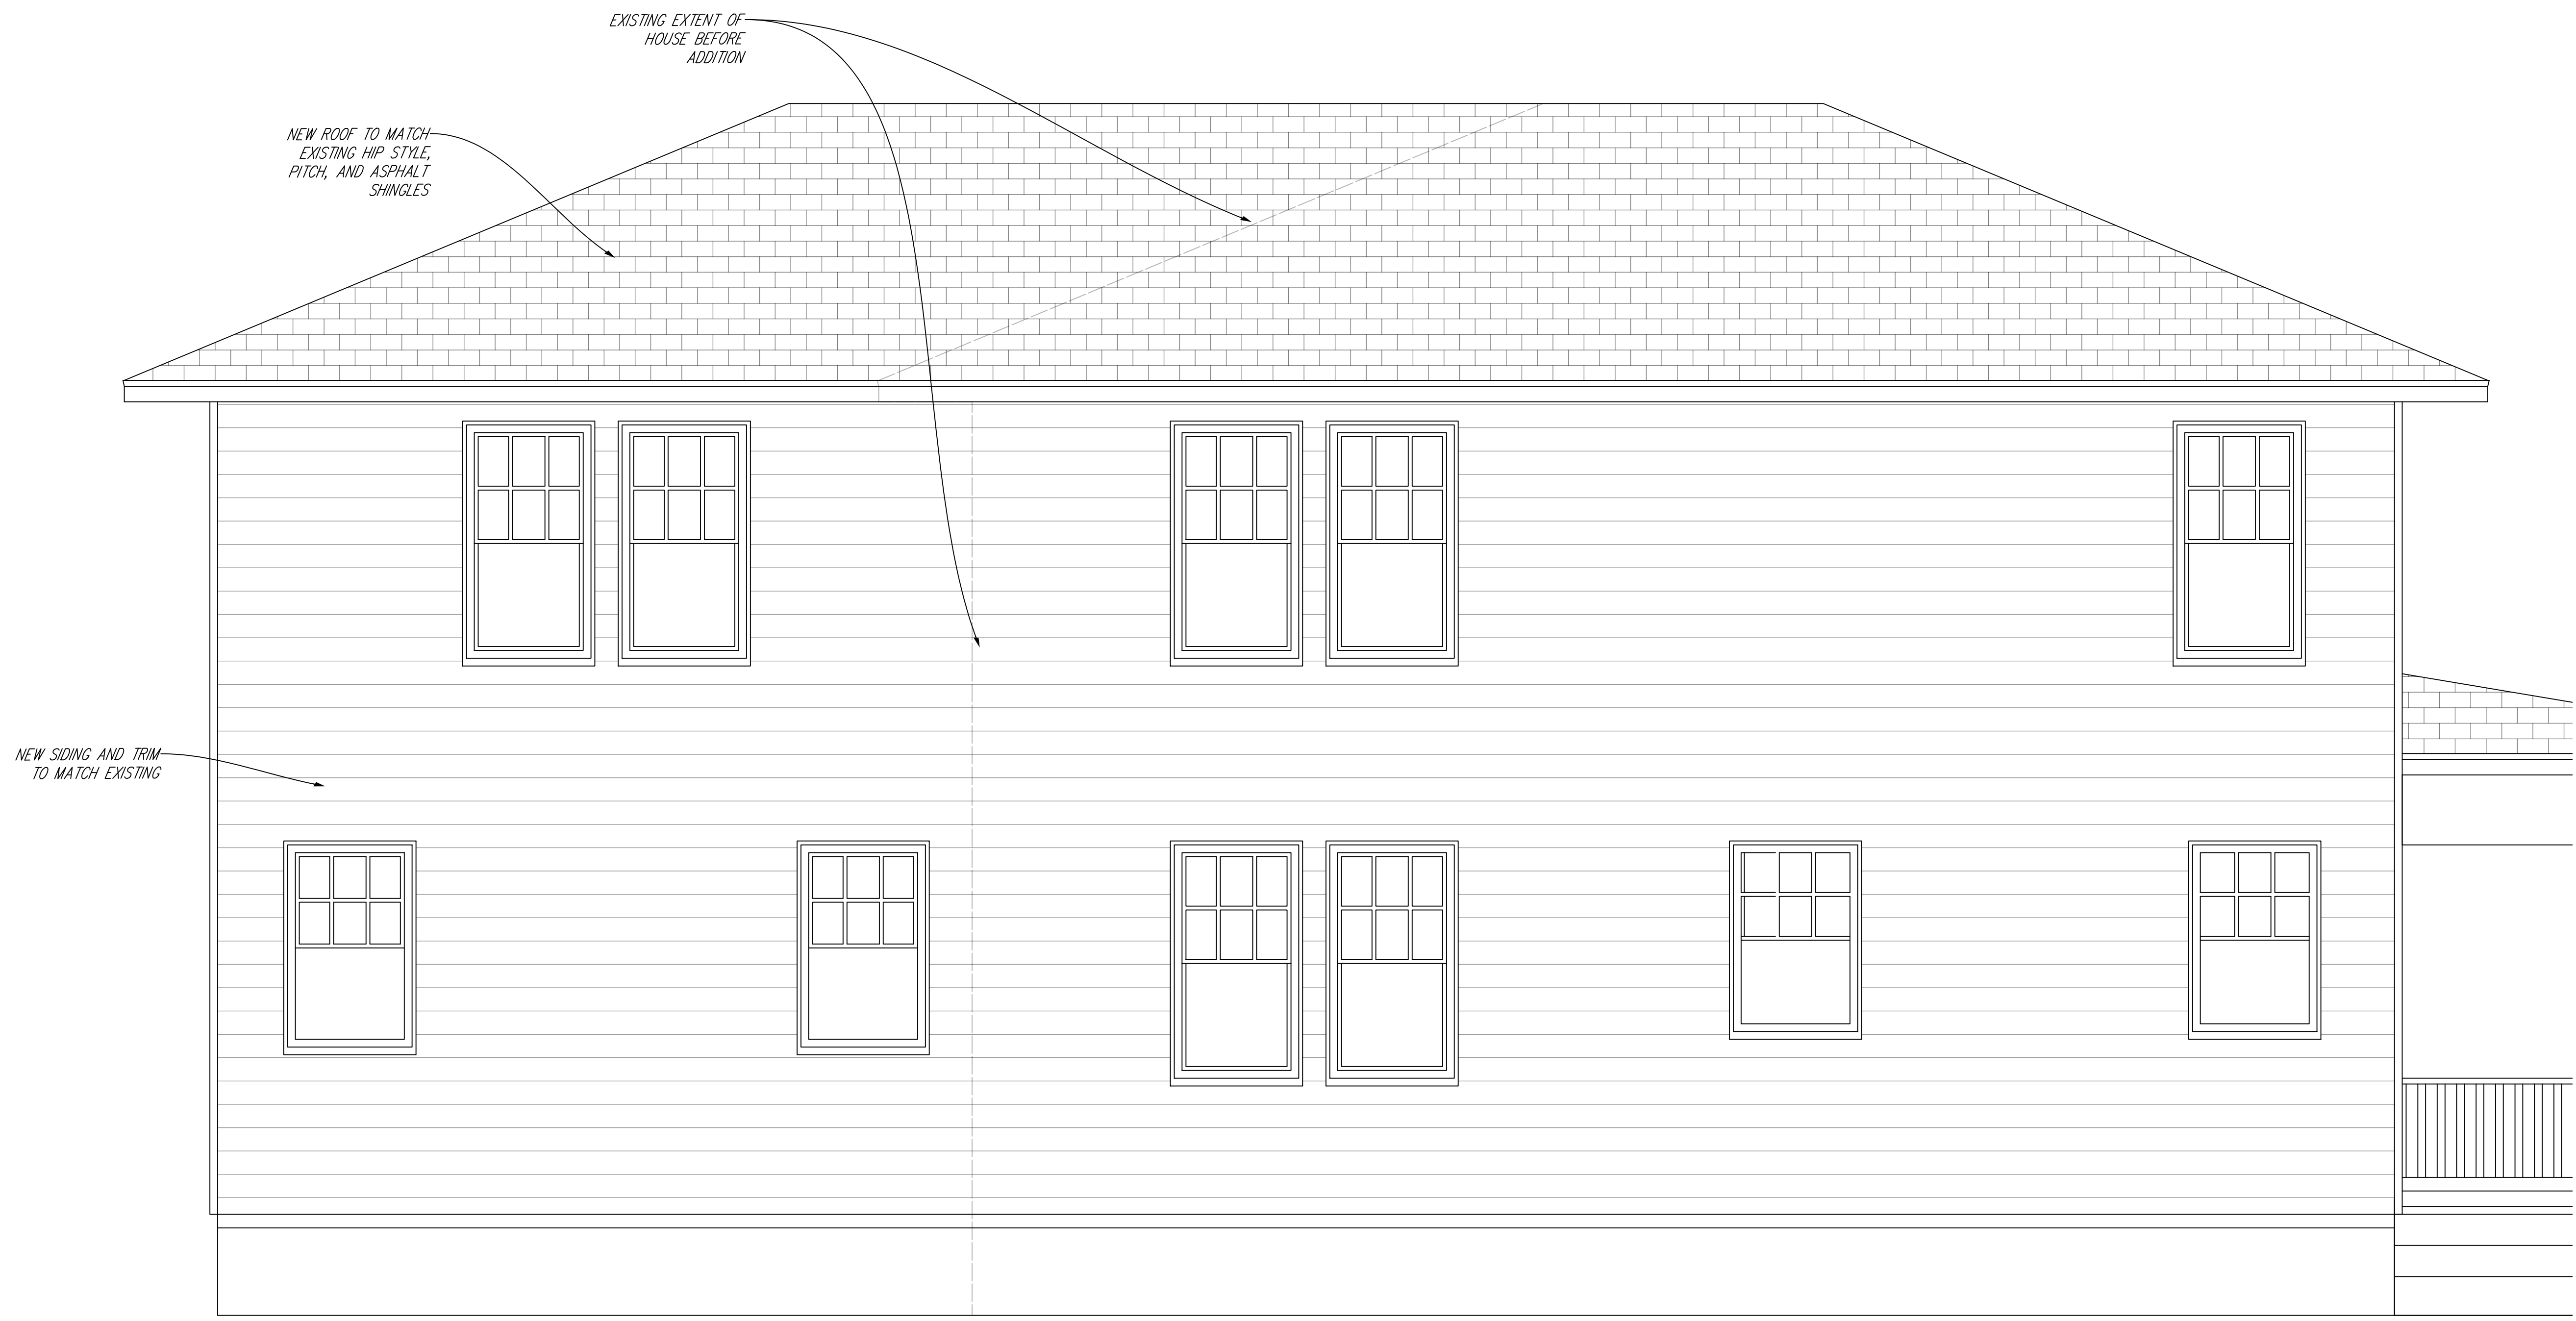 EXISTING EXTENT OF
HOUSE BEFORE
ADDITION
NEW ROOF TO MATCH
EXISTING HIP STYLE,
PITCH, AND ASPHALT
SHINGLES
NEW SIDING AND TRIM
TO MATCH EXISTING